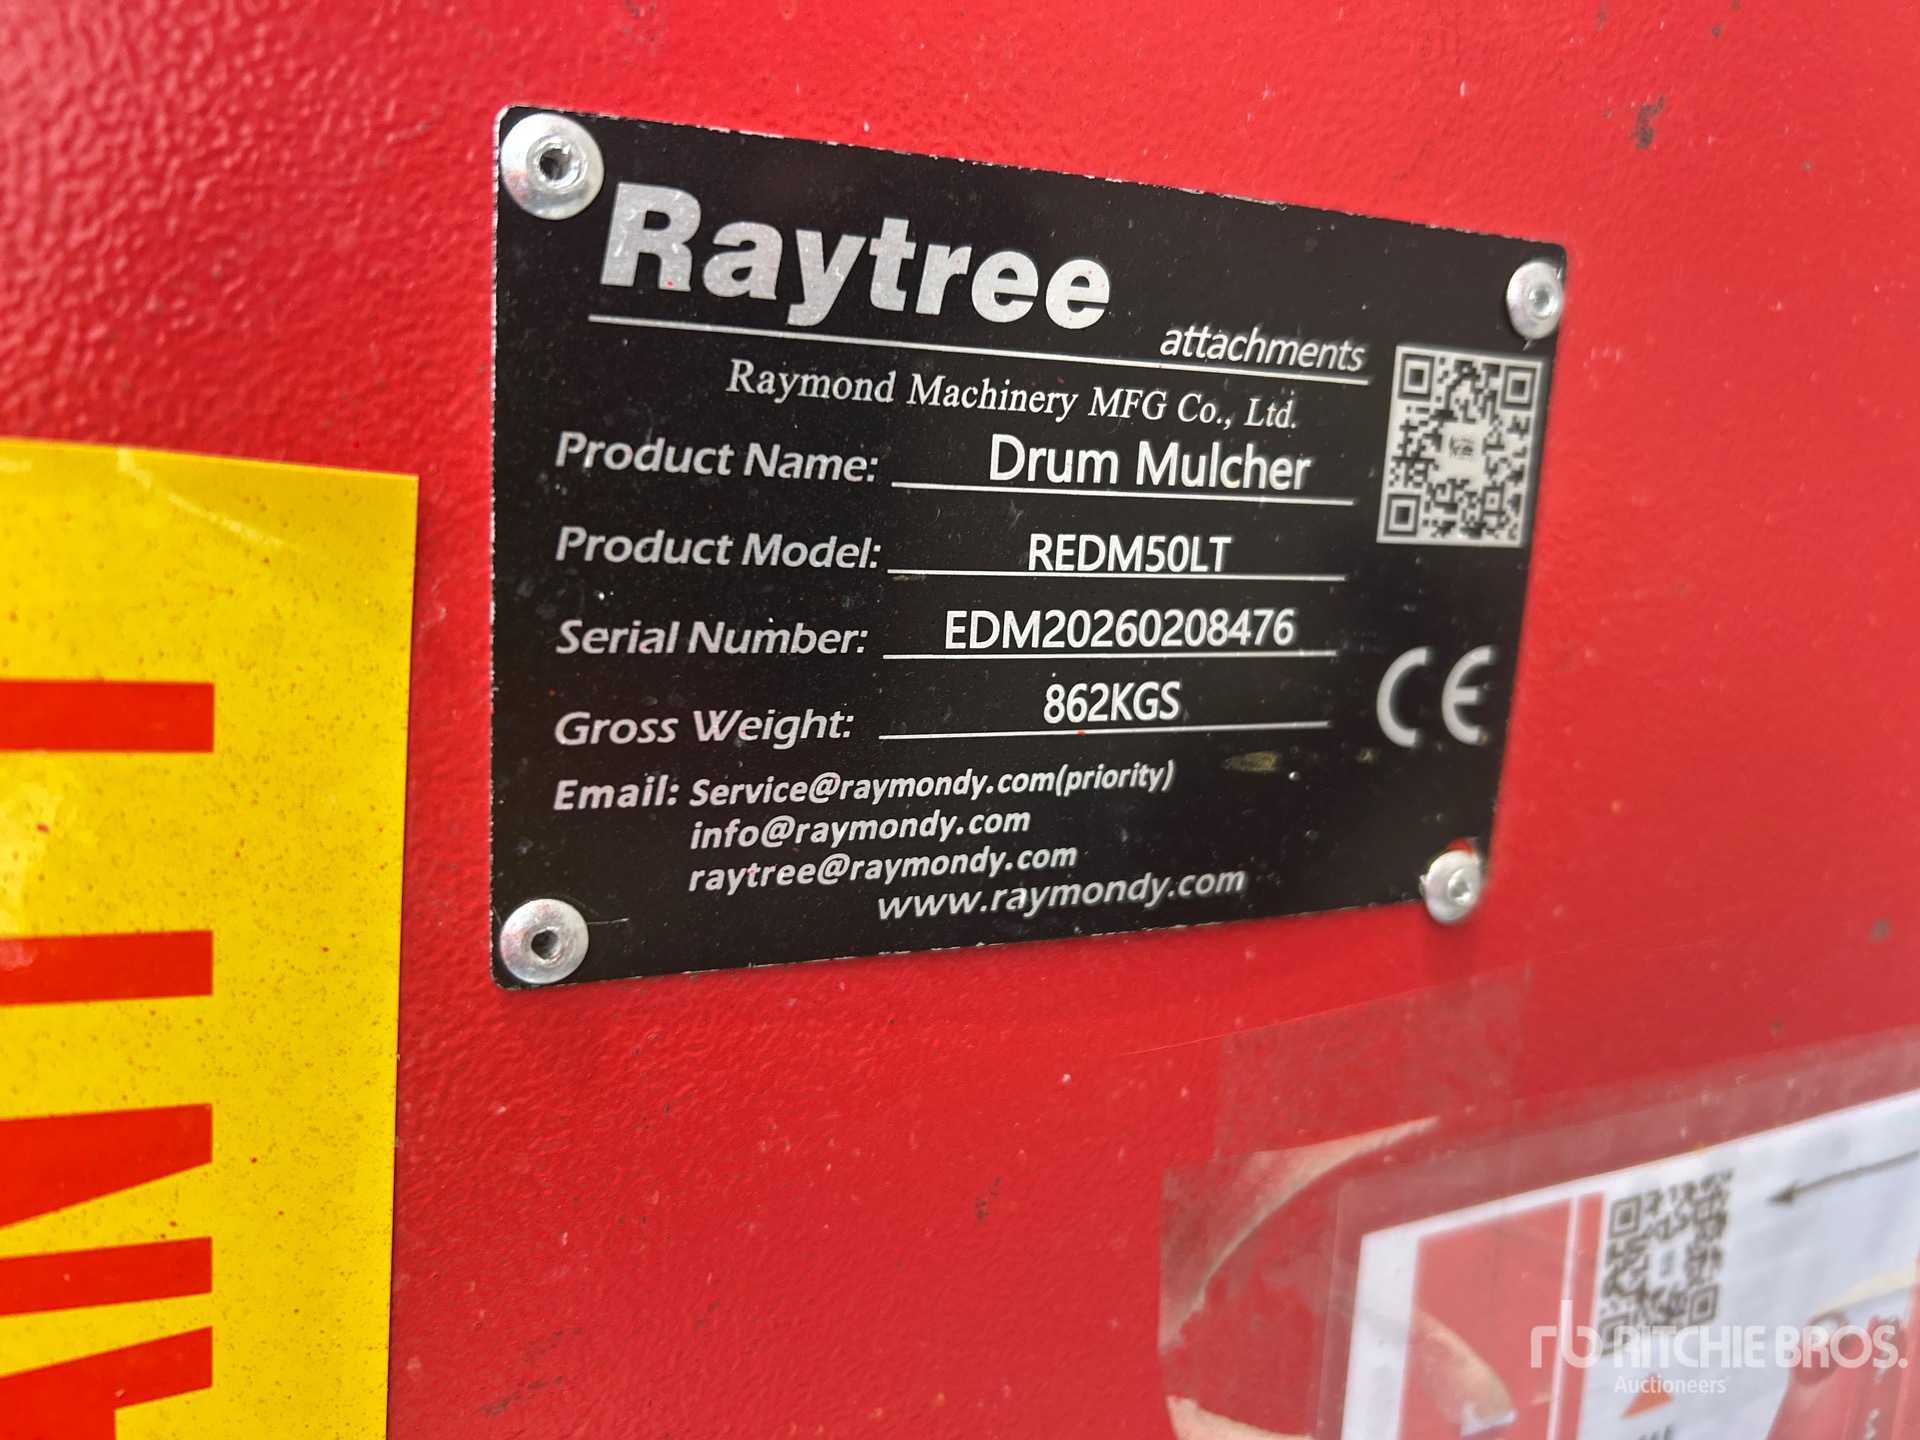 Raytree
attachments
Raymond Machinery MFG Co., Ltd.
Product Name: Drum Mulcher
Product Model: REDM50LT
Serial Number: EDM20260208476
Gross Weight: 862KGS
CE
Email: Service@raymondy.com(priority)
info@raymondy.com
raytree@raymondy.com
www.raymondy.com
rb RITCHIE BROS.
Auctioneers